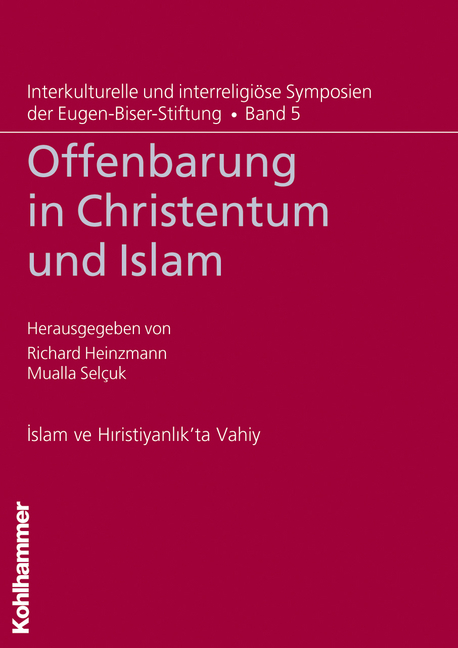 Interkulturelle und interreligiöse Symposien
der Eugen-Biser-Stiftung • Band 5
Offenbarung
in Christentum
und Islam
Herausgegeben von
Richard Heinzmann
Mualla Selçuk
İslam ve Hıristiyanlık’ta Vahiy
Kohlhammer